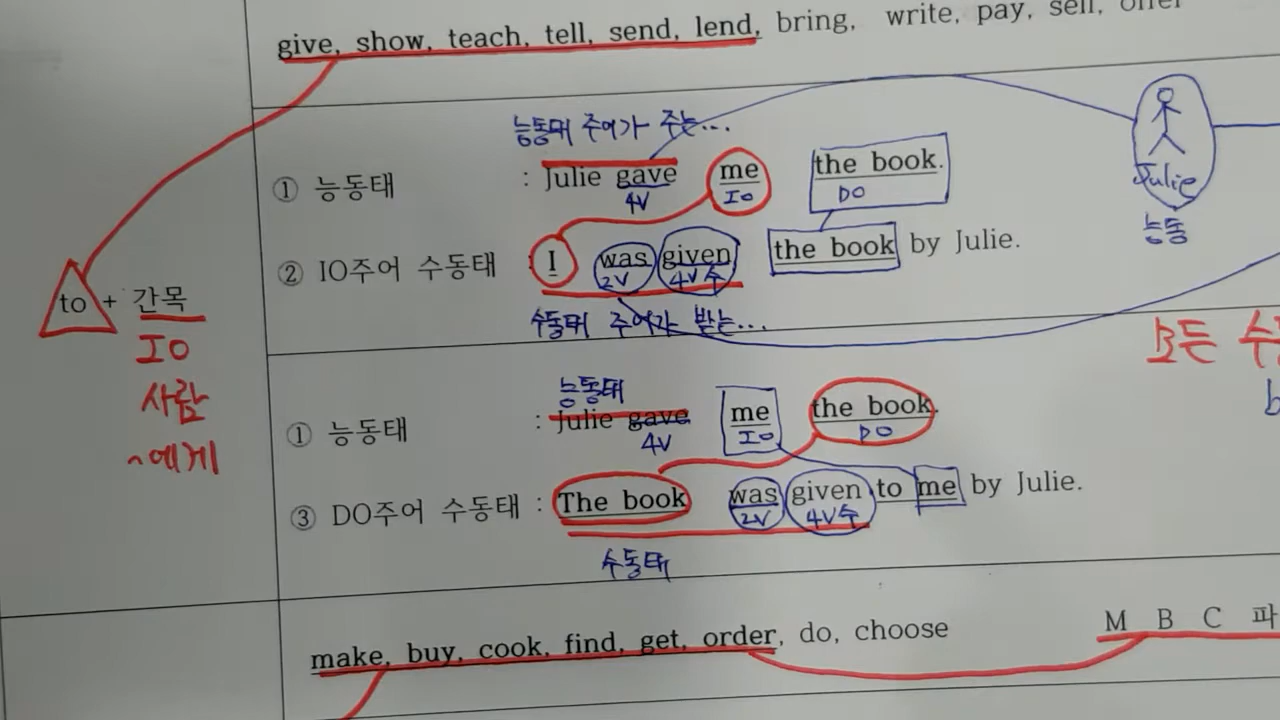 give, show, teach, tell, send, lend, bring, write, pay, sell, offer
능동태 주어가 주는...
① 능동태 : Julie gave me the book.
4V IO DO
Julie
능동
② IO주어 수동태 I was given the book by Julie.
2V 4V수
수동태 주어가 받는...
to + 간목
IO
사람
~에게
모든 수
b
능동태
① 능동태 : Julie gave me the book.
4V IO DO
③ DO주어 수동태 : The book was given to me by Julie.
2V 4V수
수동태
make, buy, cook, find, get, order, do, choose M B C 파